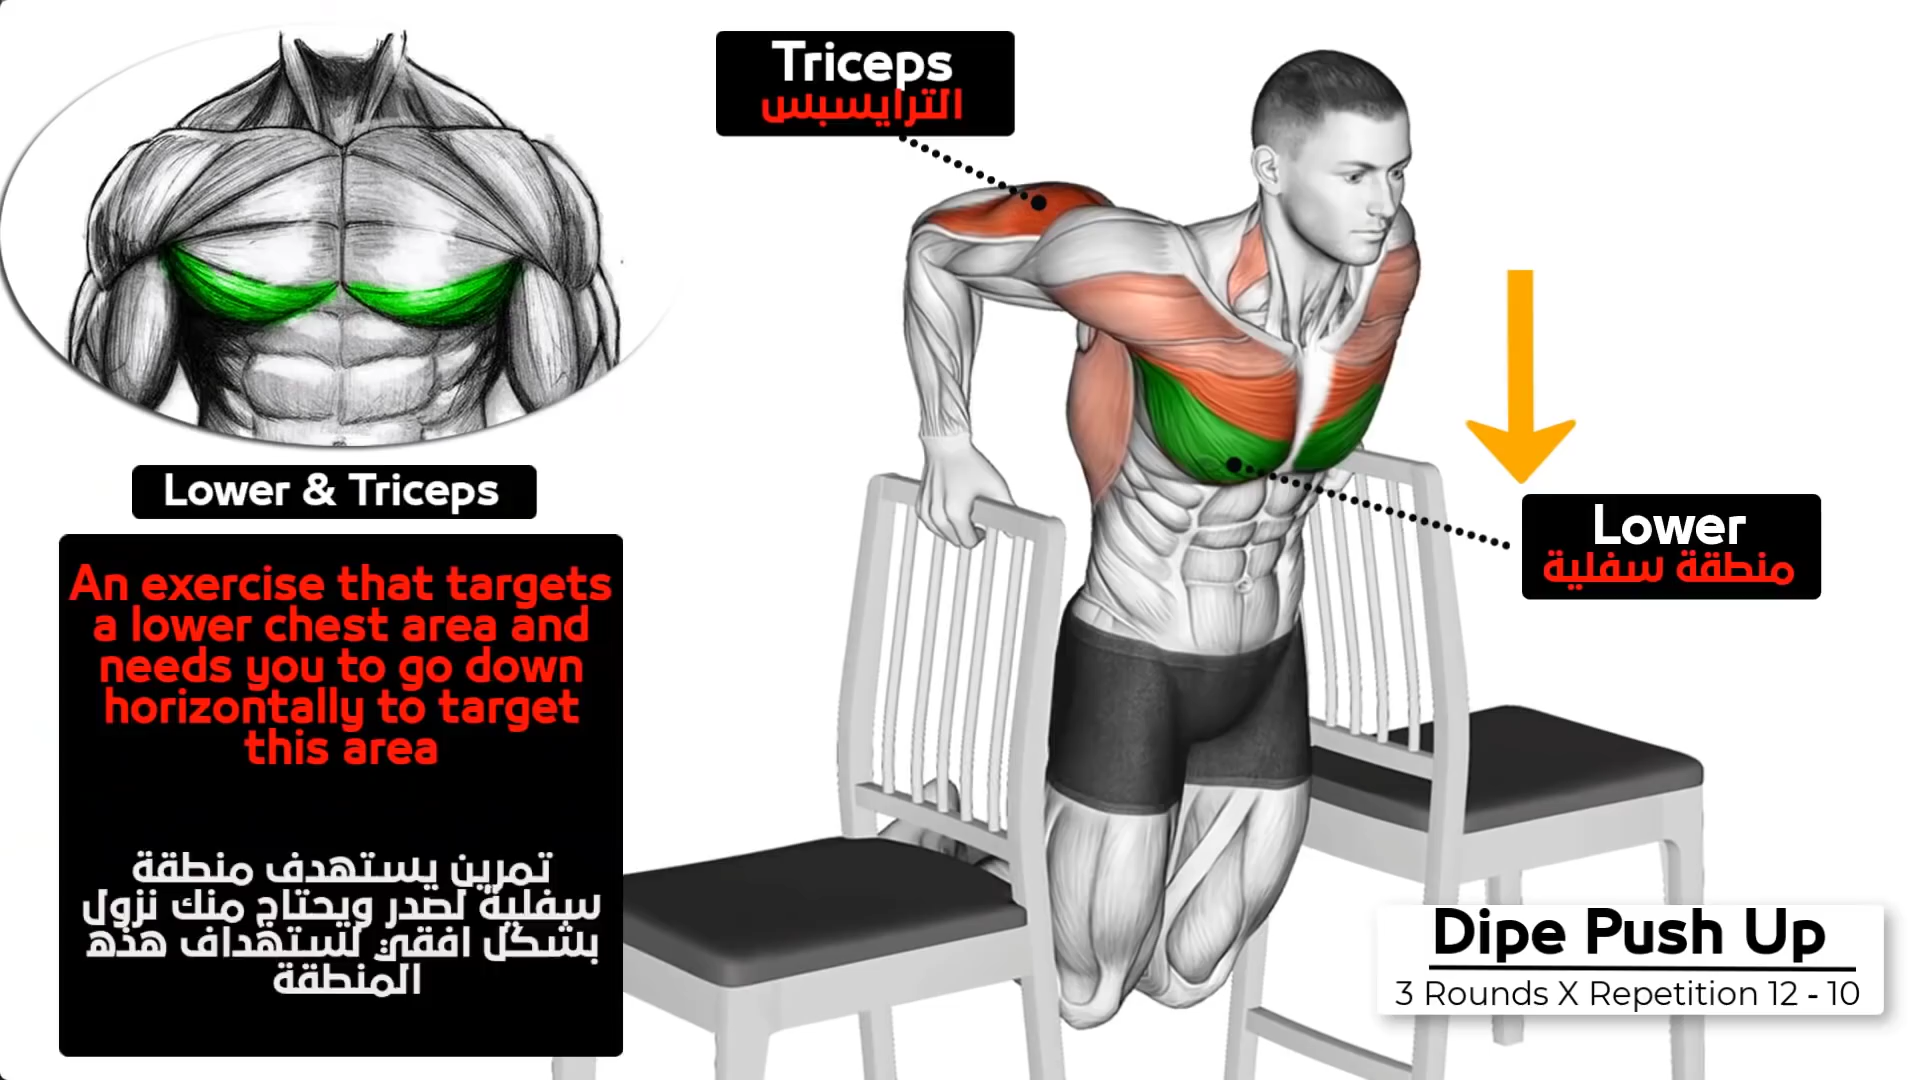 Triceps
الترايسبس
Lower & Triceps
An exercise that targets
a lower chest area and
needs you to go down
horizontally to target
this area
تمرين يستهدف منطقة
سفلية لصدر ويحتاج منك نزول
بشكل افقي لستهداف هذه
المنطقة
Lower
منطقة سفلية
Dipe Push Up
3 Rounds X Repetition 12 - 10